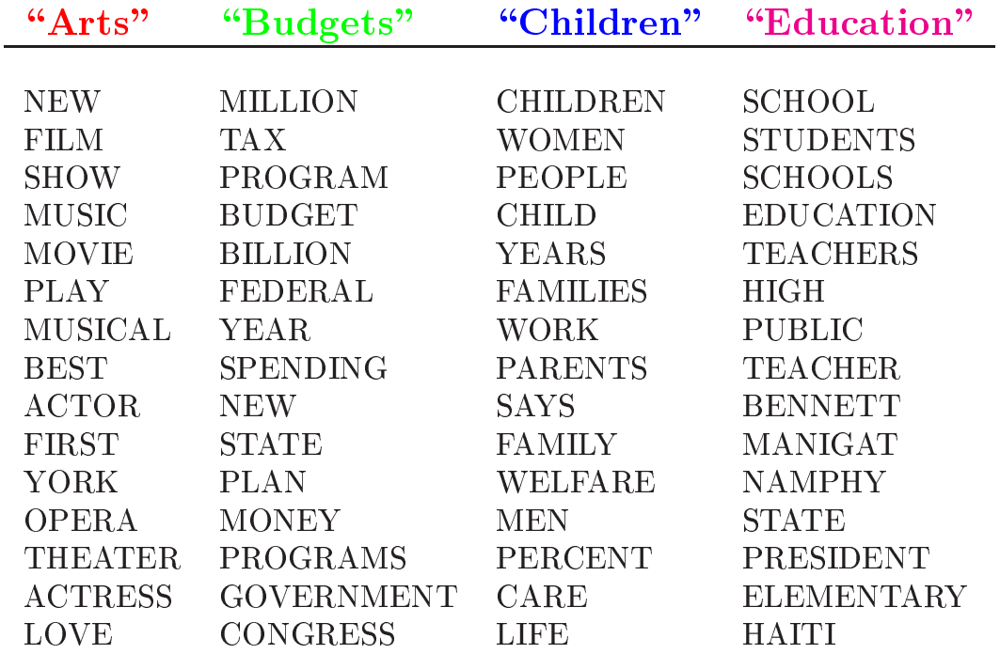 “Arts” “Budgets” “Children” “Education”
NEW MILLION CHILDREN SCHOOL
FILM TAX WOMEN STUDENTS
SHOW PROGRAM PEOPLE SCHOOLS
MUSIC BUDGET CHILD EDUCATION
MOVIE BILLION YEARS TEACHERS
PLAY FEDERAL FAMILIES HIGH
MUSICAL YEAR WORK PUBLIC
BEST SPENDING PARENTS TEACHER
ACTOR NEW SAYS BENNETT
FIRST STATE FAMILY MANIGAT
YORK PLAN WELFARE NAMPHY
OPERA MONEY MEN STATE
THEATER PROGRAMS PERCENT PRESIDENT
ACTRESS GOVERNMENT CARE ELEMENTARY
LOVE CONGRESS LIFE HAITI